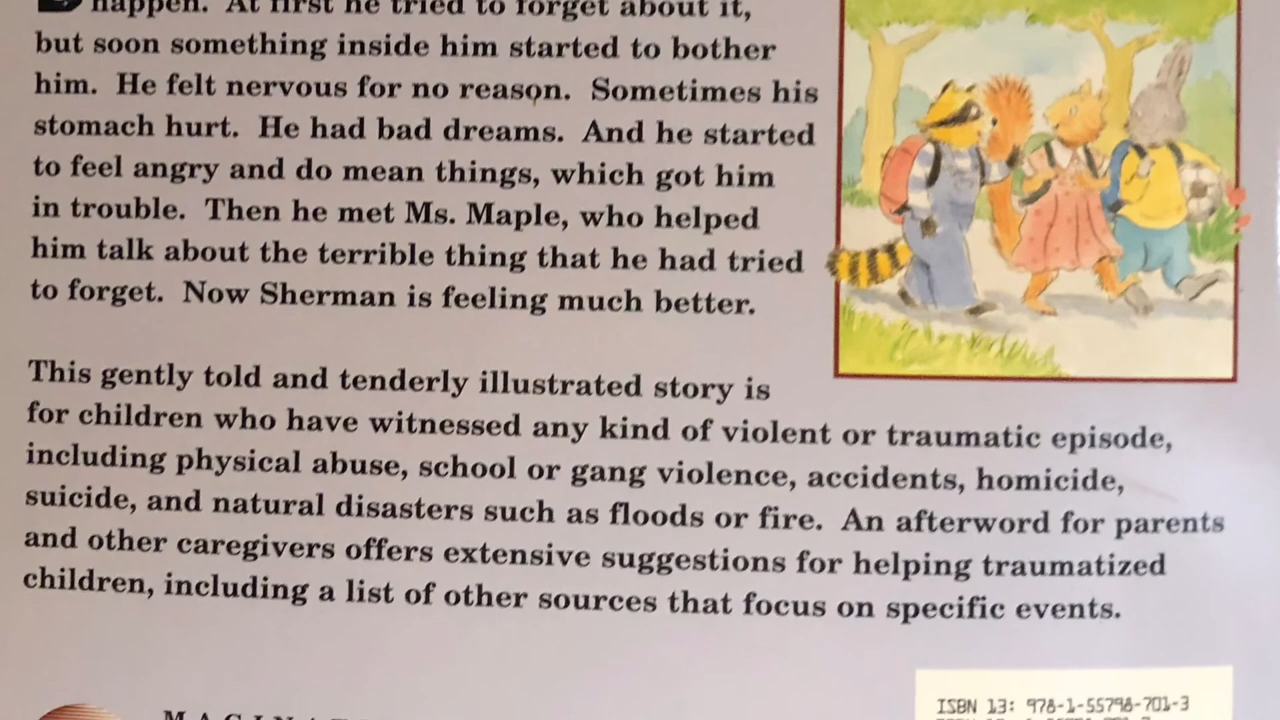 happen. At first he tried to forget about it,
but soon something inside him started to bother
him. He felt nervous for no reason. Sometimes his
stomach hurt. He had bad dreams. And he started
to feel angry and do mean things, which got him
in trouble. Then he met Ms. Maple, who helped
him talk about the terrible thing that he had tried
to forget. Now Sherman is feeling much better.
This gently told and tenderly illustrated story is
for children who have witnessed any kind of violent or traumatic episode,
including physical abuse, school or gang violence, accidents, homicide,
suicide, and natural disasters such as floods or fire. An afterword for parents
and other caregivers offers extensive suggestions for helping traumatized
children, including a list of other sources that focus on specific events.
ISBN 13: 978-1-55798-701-3